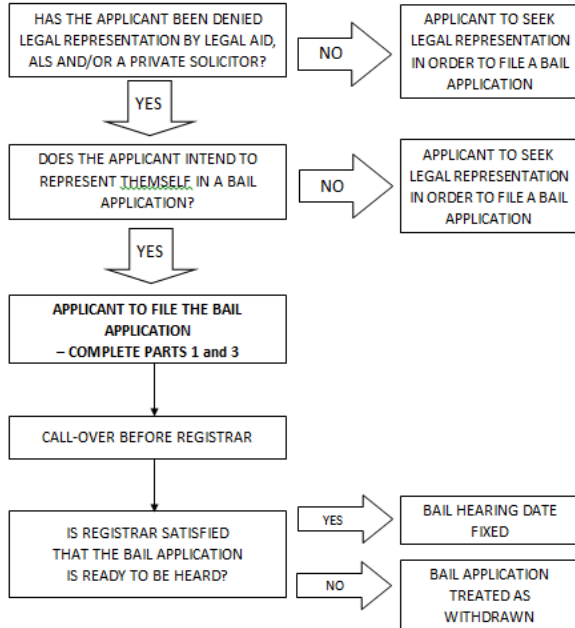 HAS THE APPLICANT BEEN DENIED
LEGAL REPRESENTATION BY LEGAL AID,
ALS AND/OR A PRIVATE SOLICITOR?
NO
APPLICANT TO SEEK
LEGAL REPRESENTATION
IN ORDER TO FILE A BAIL
APPLICATION
YES
DOES THE APPLICANT INTEND TO
REPRESENT THEMSELF IN A BAIL
APPLICATION?
NO
APPLICANT TO SEEK
LEGAL REPRESENTATION
IN ORDER TO FILE A BAIL
APPLICATION
YES
APPLICANT TO FILE THE BAIL
APPLICATION
– COMPLETE PARTS 1 and 3
CALL-OVER BEFORE REGISTRAR
IS REGISTRAR SATISFIED
THAT THE BAIL APPLICATION
IS READY TO BE HEARD?
YES
BAIL HEARING DATE
FIXED
NO
BAIL APPLICATION
TREATED AS
WITHDRAWN